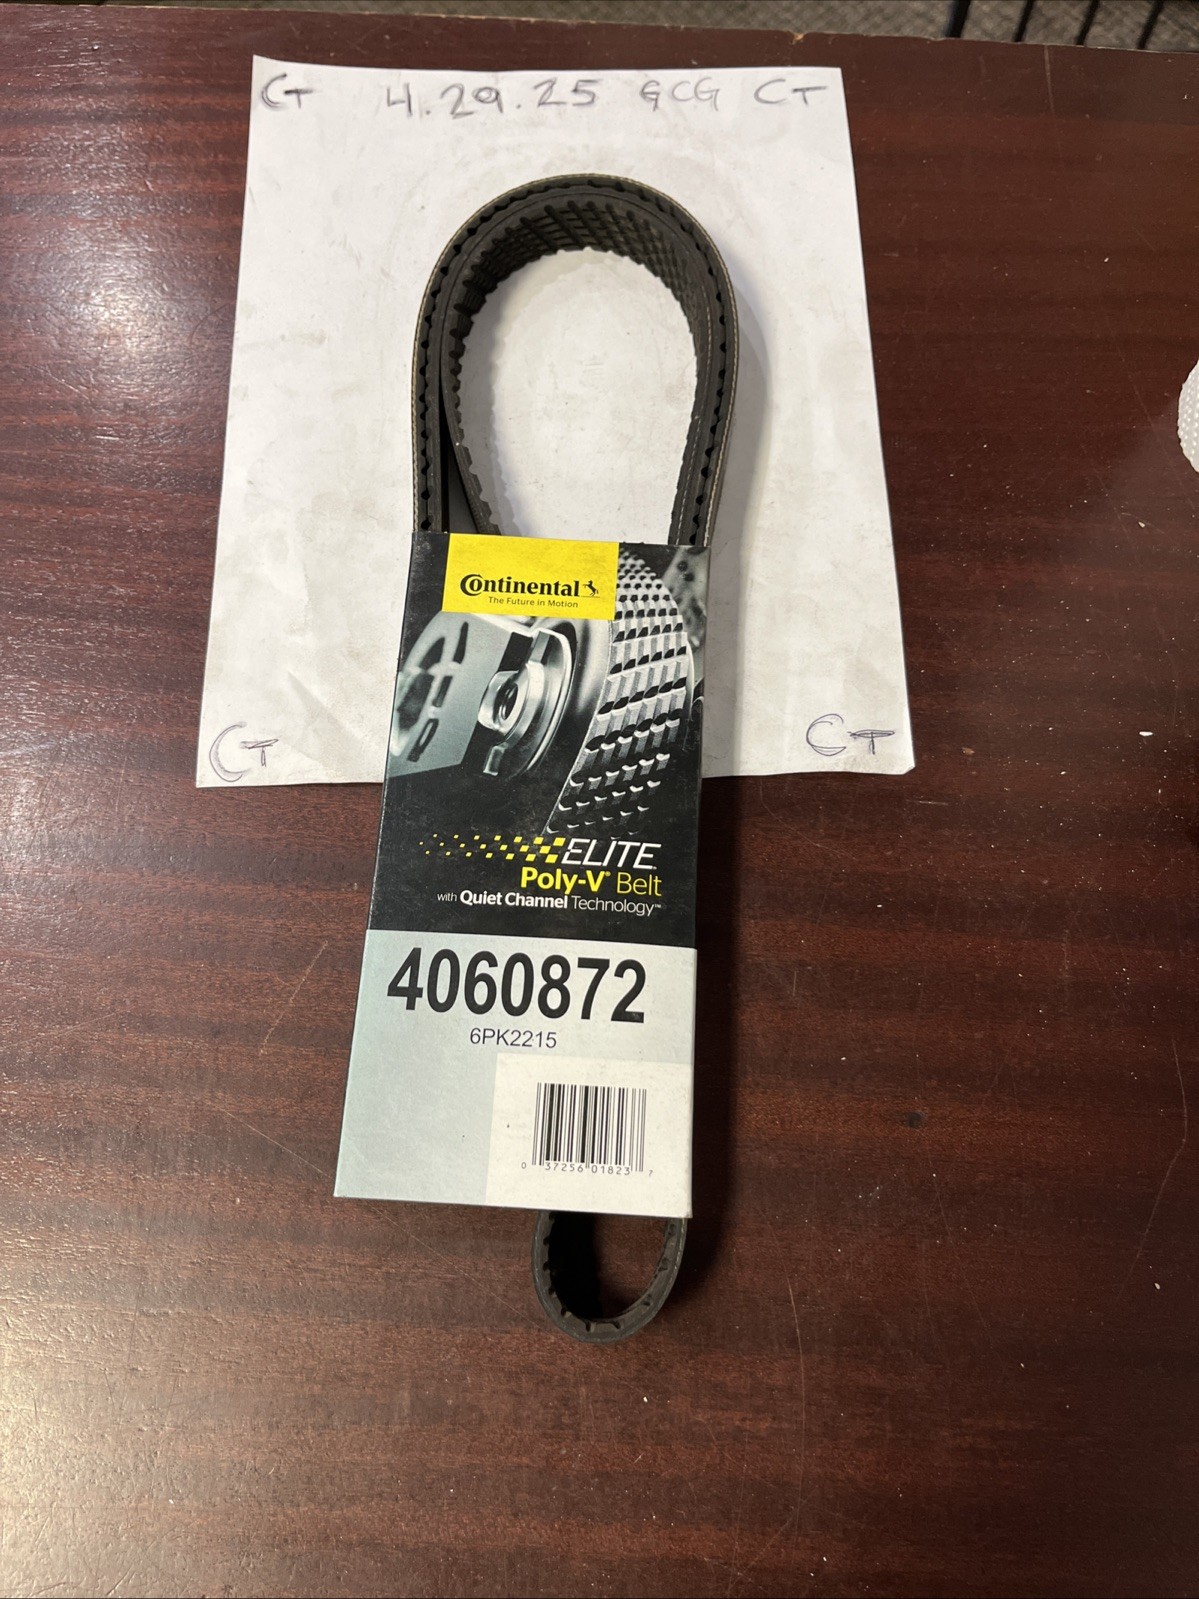 CT 4.29.25 GCG CT
Continental
The Future in Motion
CT
CT
ELITE®
Poly-V® Belt
with Quiet Channel Technology™
4060872
6PK2215
0 37256 01823 7